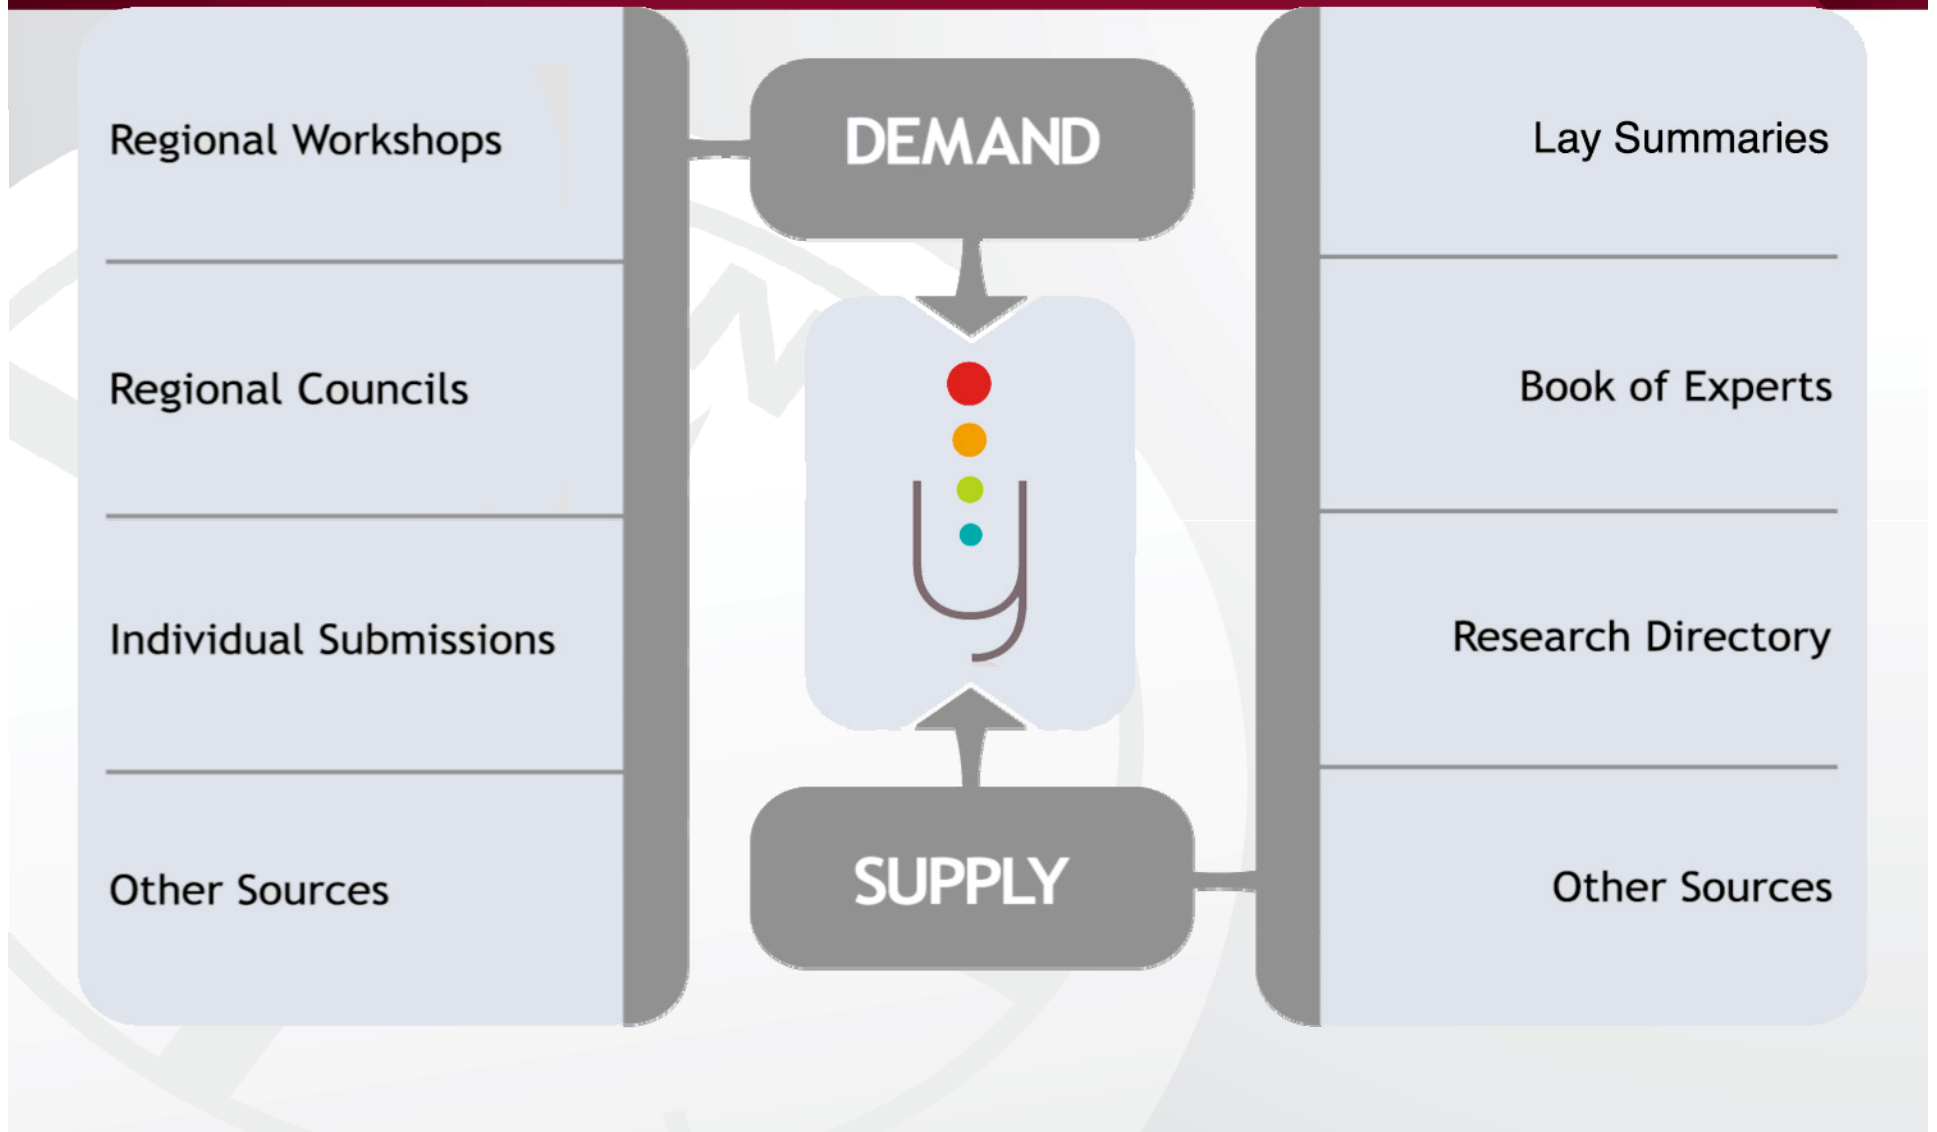 Regional Workshops
Regional Councils
Individual Submissions
Other Sources
DEMAND
y
SUPPLY
Lay Summaries
Book of Experts
Research Directory
Other Sources